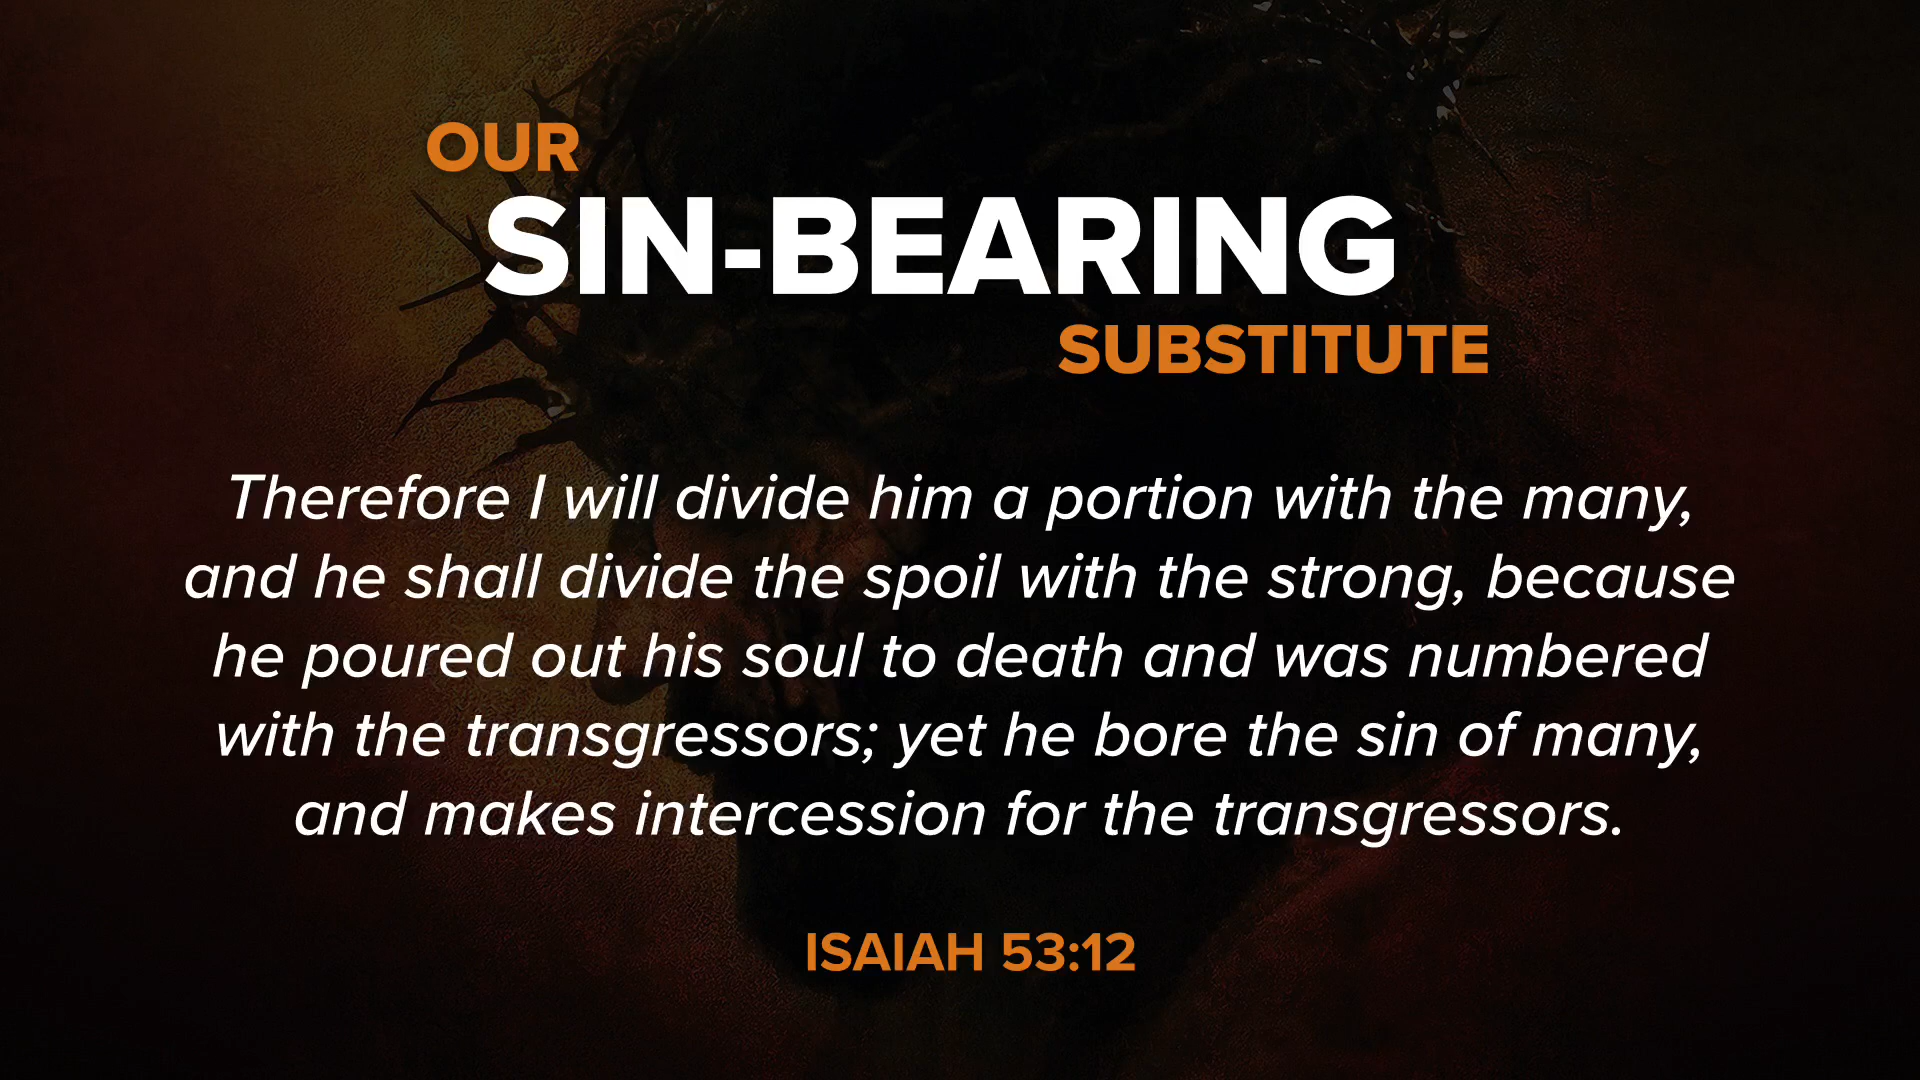 OUR
SIN-BEARING
SUBSTITUTE
Therefore I will divide him a portion with the many,
and he shall divide the spoil with the strong, because
he poured out his soul to death and was numbered
with the transgressors; yet he bore the sin of many,
and makes intercession for the transgressors.
ISAIAH 53:12